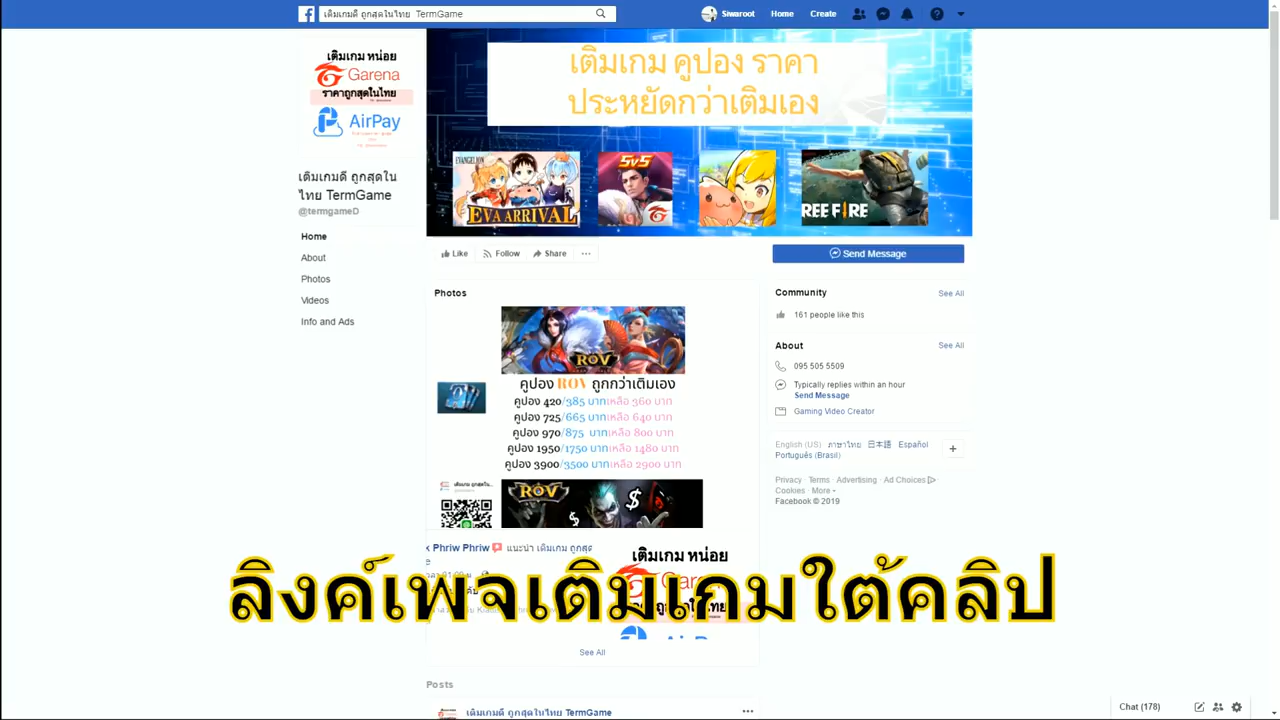 เติมเกมดี ถูกสุดในไทย TermGame
Siwaroot
Home
Create
เติมเกม หน่อย
Garena
ราคาถูกสุดในไทย
AirPay
เติมเกม คูปอง ราคา
ประหยัดกว่าเติมเอง
EVANGELION
EVA ARRIVAL
5V5
FREE FIRE
เติมเกมดี ถูกสุดใน
ไทย TermGame
@termgameD
Home
About
Photos
Videos
Info and Ads
Like
Follow
Share
Send Message
Photos
ROV
คูปอง ROV ถูกกว่าเติมเอง
คูปอง 420/385 บาทเหลือ 360 บาท
คูปอง 725/665 บาทเหลือ 640 บาท
คูปอง 970/875 บาทเหลือ 800 บาท
คูปอง 1950/1750 บาทเหลือ 1480 บาท
คูปอง 3900/3500 บาทเหลือ 2900 บาท
เติมเกม ถูกสุดใน...
ROV
Community
See All
161 people like this
About
See All
095 505 5509
Typically replies within an hour
Send Message
Gaming Video Creator
English (US) · ภาษาไทย · 日本語 · Español ·
Português (Brasil)
Privacy · Terms · Advertising · Ad Choices ·
Cookies · More
Facebook © 2019
k Phriw Phriw แนะนำ เติมเกม ถูกสุ
เติมเกม หน่อย
Garena
AirPay
ลิงค์เพจเติมเกมใต้คลิป
See All
Posts
เติมเกมดี ถูกสุดในไทย TermGame
Chat (178)